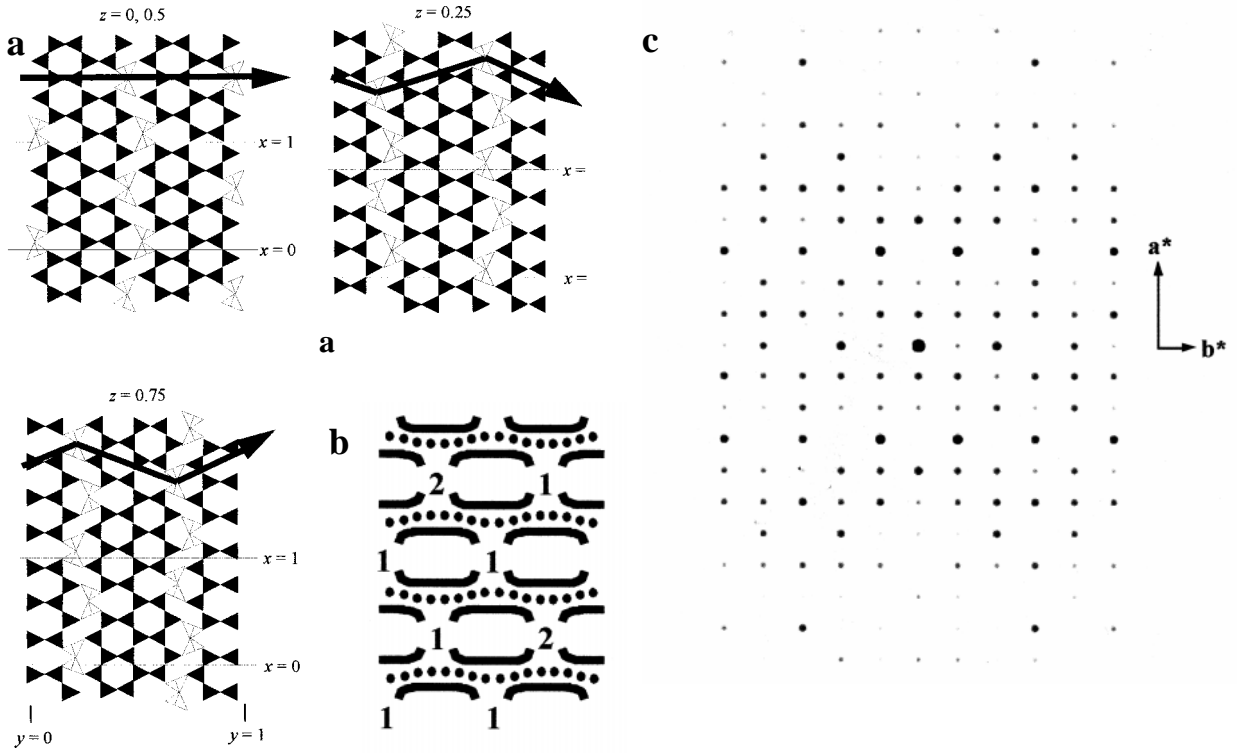 a
z = 0, 0.5
x = 1
x = 0
z = 0.25
x =
x =
a
z = 0.75
x = 1
x = 0
y = 0
y = 1
b
2 1
1 1
1 2
1 1
c
a*
b*